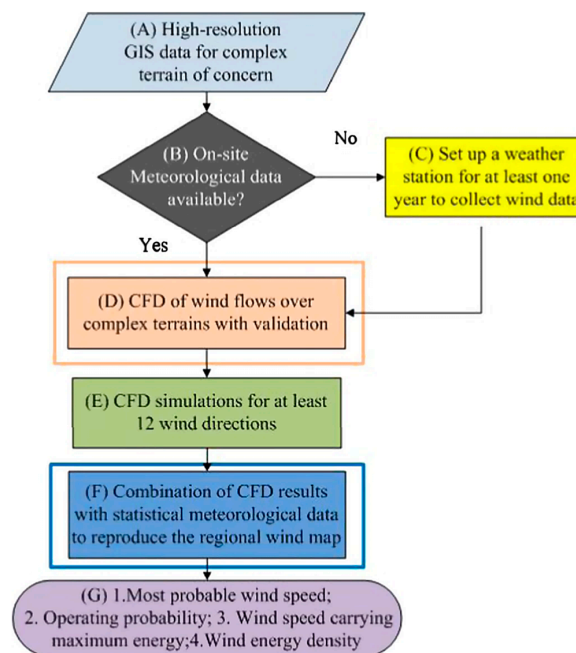 (A) High-resolution
GIS data for complex
terrain of concern
No
(B) On-site
Meteorological data
available?
(C) Set up a weather
station for at least one
year to collect wind data
Yes
(D) CFD of wind flows over
complex terrains with validation
(E) CFD simulations for at least
12 wind directions
(F) Combination of CFD results
with statistical meteorological data
to reproduce the regional wind map
(G) 1.Most probable wind speed;
2. Operating probability; 3. Wind speed carrying
maximum energy;4.Wind energy density